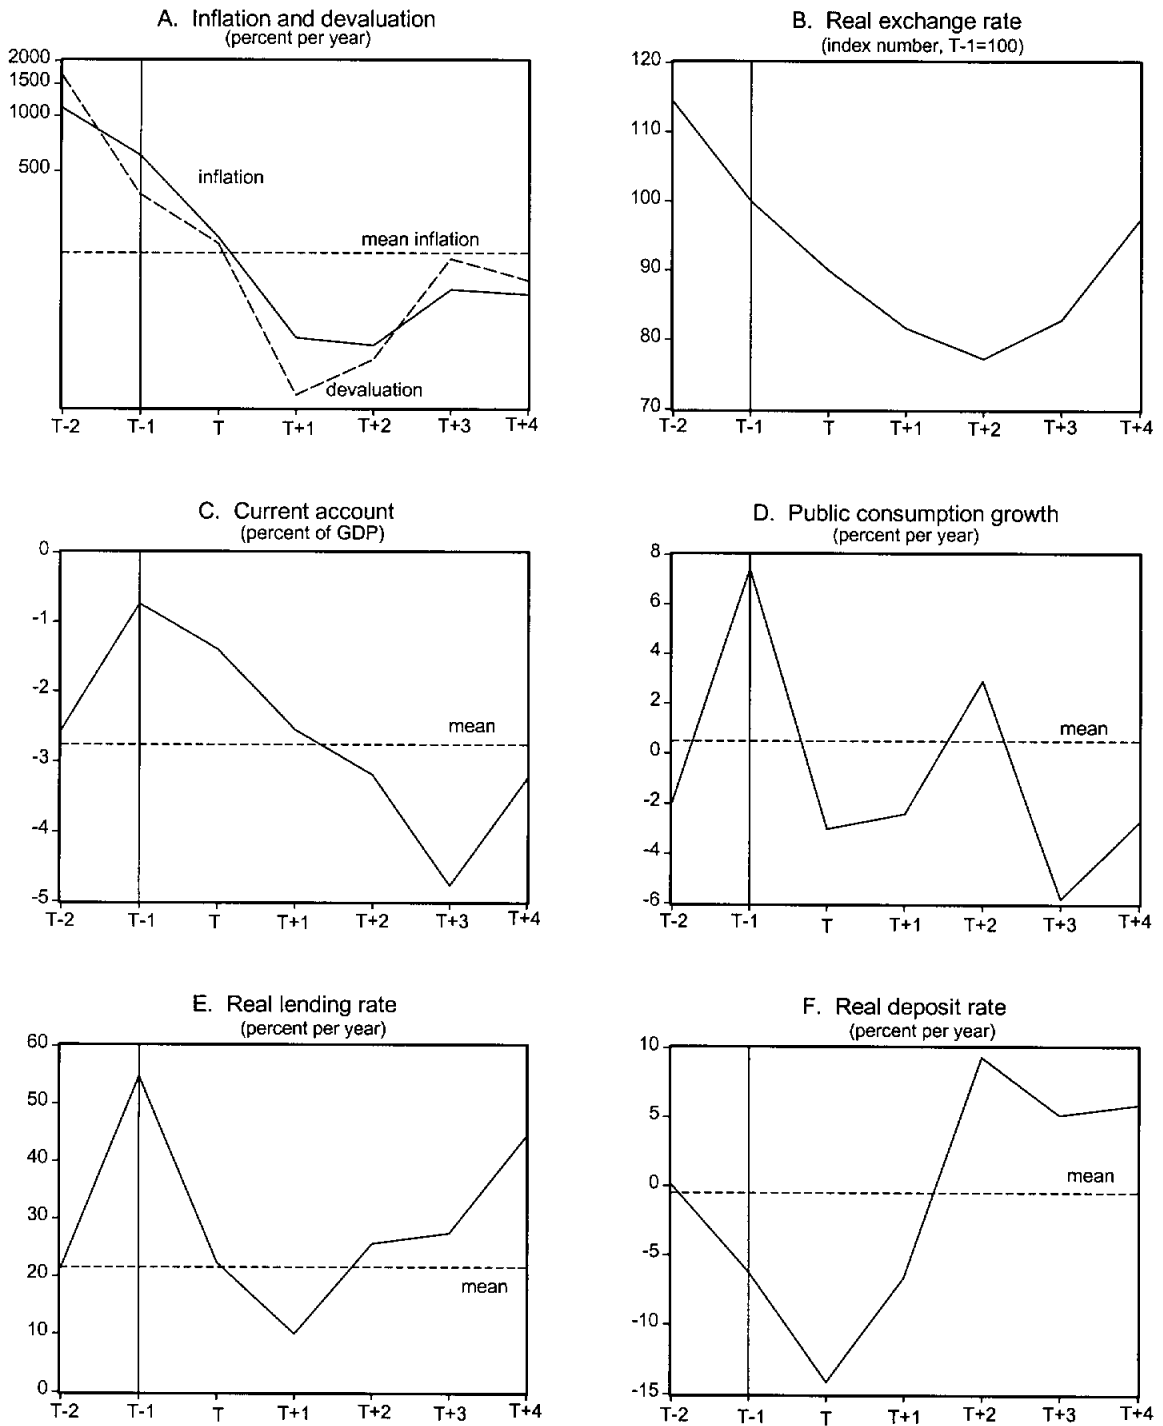 A. Inflation and devaluation
(percent per year)
2000
1500
1000
500
inflation
mean inflation
devaluation
T-2 T-1 T T+1 T+2 T+3 T+4
B. Real exchange rate
(index number, T-1=100)
120
110
100
90
80
70
T-2 T-1 T T+1 T+2 T+3 T+4
C. Current account
(percent of GDP)
0
-1
-2
mean
-3
-4
-5
T-2 T-1 T T+1 T+2 T+3 T+4
D. Public consumption growth
(percent per year)
8
6
4
2
mean
0
-2
-4
-6
T-2 T-1 T T+1 T+2 T+3 T+4
E. Real lending rate
(percent per year)
60
50
40
30
20
mean
10
0
T-2 T-1 T T+1 T+2 T+3 T+4
F. Real deposit rate
(percent per year)
10
5
mean
0
-5
-10
-15
T-2 T-1 T T+1 T+2 T+3 T+4